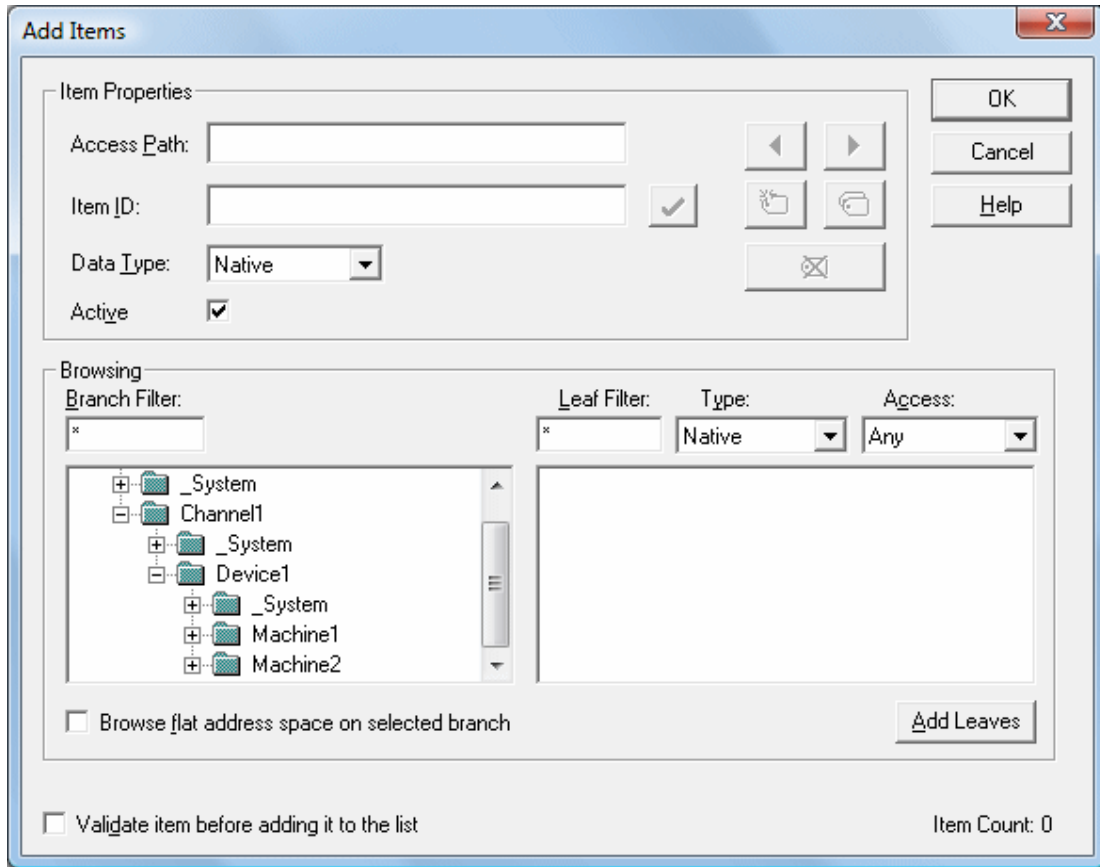 Add Items
Item Properties
OK
Access Path:
Cancel
Item ID:
Help
Data Type: Native
Active
Browsing
Branch Filter: Leaf Filter: Type: Access:
* * Native Any
_System
Channel1
_System
Device1
_System
Machine1
Machine2
Browse flat address space on selected branch Add Leaves
Validate item before adding it to the list Item Count: 0